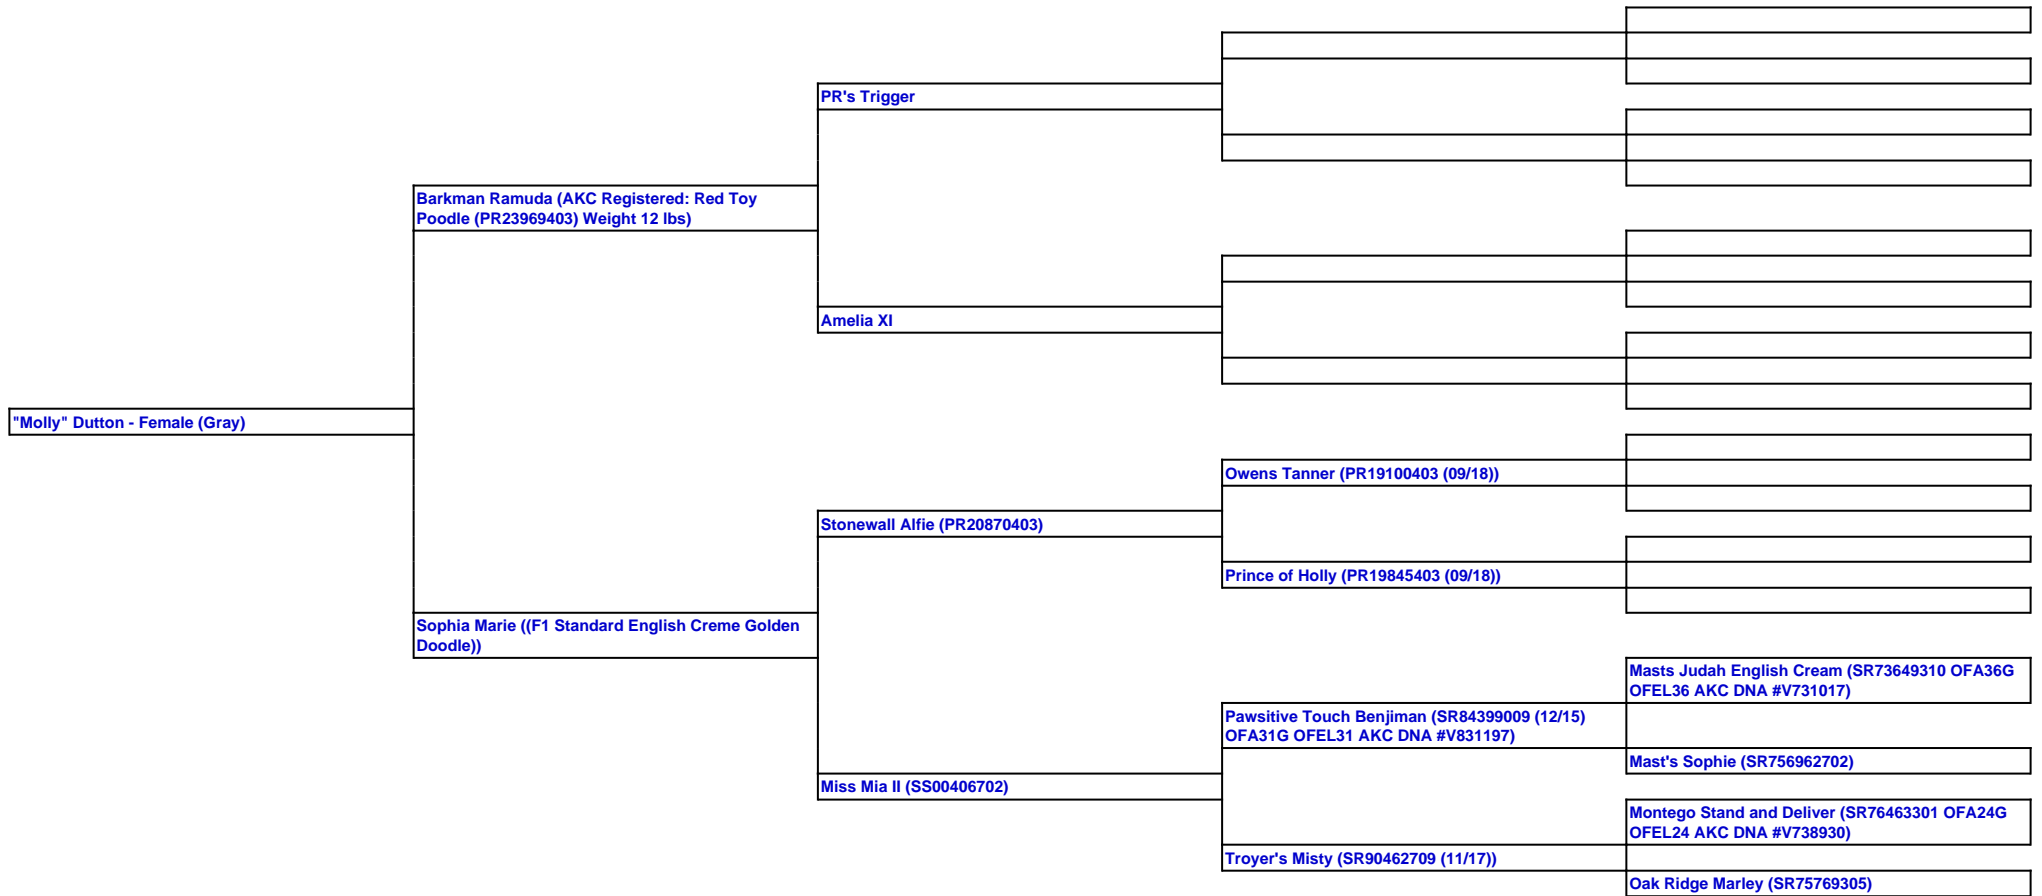 PR's Trigger
Barkman Ramuda (AKC Registered: Red Toy
Poodle (PR23969403) Weight 12 lbs)
Amelia XI
"Molly" Dutton - Female (Gray)
Owens Tanner (PR19100403 (09/18))
Stonewall Alfie (PR20870403)
Prince of Holly (PR19845403 (09/18))
Sophia Marie ((F1 Standard English Creme Golden
Doodle))
Masts Judah English Cream (SR73649310 OFA36G
OFEL36 AKC DNA #V731017)
Pawsitive Touch Benjiman (SR84399009 (12/15)
OFA31G OFEL31 AKC DNA #V831197)
Mast's Sophie (SR756962702)
Miss Mia II (SS00406702)
Montego Stand and Deliver (SR76463301 OFA24G
OFEL24 AKC DNA #V738930)
Troyer's Misty (SR90462709 (11/17))
Oak Ridge Marley (SR75769305)